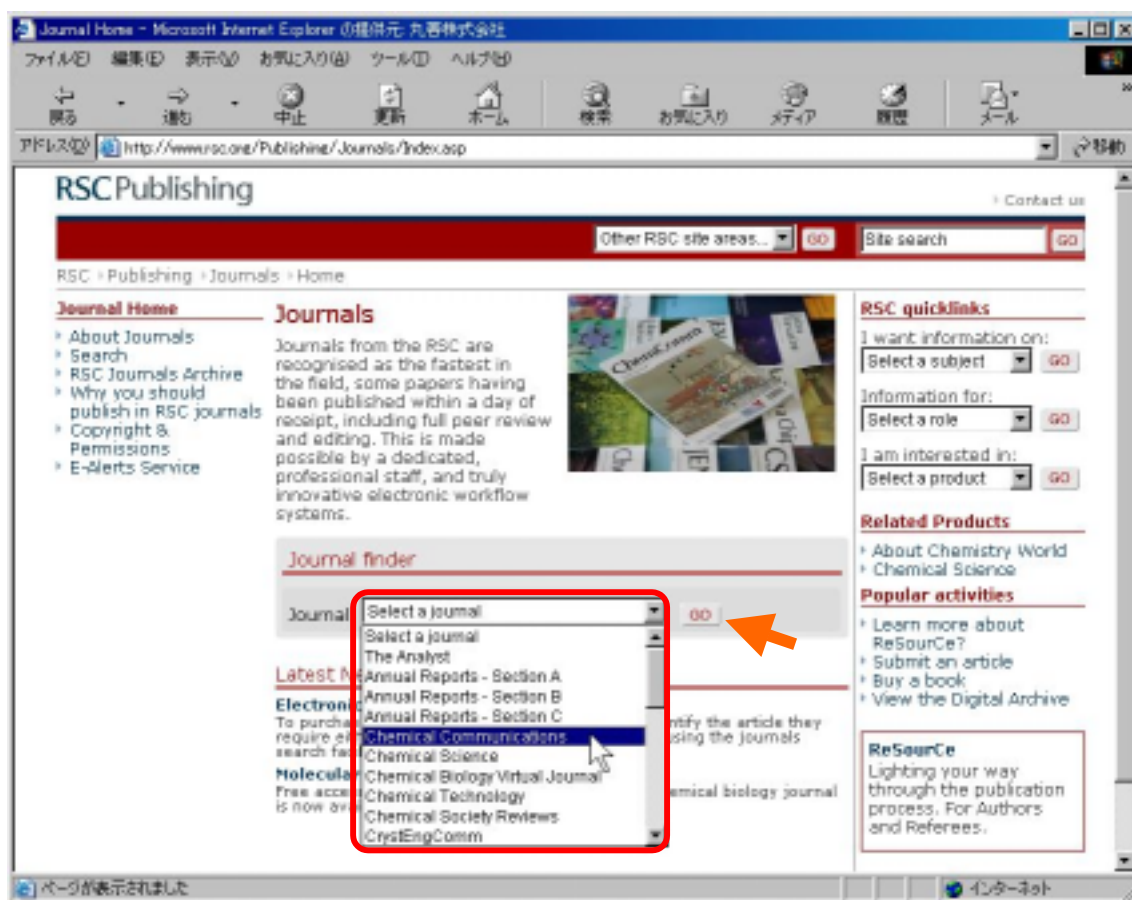 Journal Home - Microsoft Internet Explorer の提供元: 丸善株式会社
ファイル(F) 編集(E) 表示(V) お気に入り(A) ツール(T) ヘルプ(H)
戻る 進む 中止 更新 ホーム 検索 お気に入り メディア 履歴 メール
アドレス(D) http://www.rsc.org/Publishing/Journals/Index.asp 移動
RSCPublishing
Contact us
Other RSC site areas... GO Site search GO
RSC Publishing Journals Home
Journal Home
About Journals
Search
RSC Journals Archive
Why you should
publish in RSC journals
Copyright &
Permissions
E-Alerts Service
Journals
Journals from the RSC are
recognised as the fastest in
the field, some papers having
been published within a day of
receipt, including full peer review
and editing. This is made
possible by a dedicated,
professional staff, and truly
innovative electronic workflow
systems.
ChemComm
Journal finder
Journal Select a journal GO
Select a journal
The Analyst
Annual Reports - Section A
Annual Reports - Section B
Annual Reports - Section C
Chemical Communications
Chemical Science
Chemical Biology Virtual Journal
Chemical Technology
Chemical Society Reviews
CrystEngComm
Latest
Electroni
To purcha ntify the article they
require ei using the journals
search fac
Molecula
Free acce emical biology journal
is now ava
RSC quicklinks
I want information on:
Select a subject GO
Information for:
Select a role GO
I am interested in:
Select a product GO
Related Products
About Chemistry World
Chemical Science
Popular activities
Learn more about
ReSourCe?
Submit an article
Buy a book
View the Digital Archive
ReSourCe
Lighting your way
through the publication
process. For Authors
and Referees.
ページが表示されました インターネット